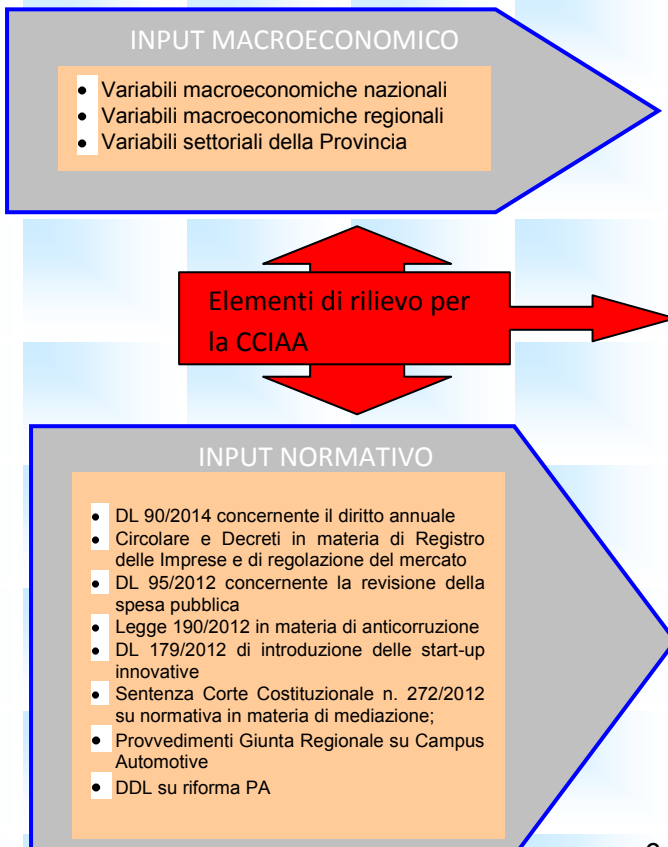 INPUT MACROECONOMICO
• Variabili macroeconomiche nazionali
• Variabili macroeconomiche regionali
• Variabili settoriali della Provincia
Elementi di rilievo per
la CCIAA
INPUT NORMATIVO
• DL 90/2014 concernente il diritto annuale
• Circolare e Decreti in materia di Registro
delle Imprese e di regolazione del mercato
• DL 95/2012 concernente la revisione della
spesa pubblica
• Legge 190/2012 in materia di anticorruzione
• DL 179/2012 di introduzione delle start-up
innovative
• Sentenza Corte Costituzionale n. 272/2012
su normativa in materia di mediazione;
• Provvedimenti Giunta Regionale su Campus
Automotive
• DDL su riforma PA